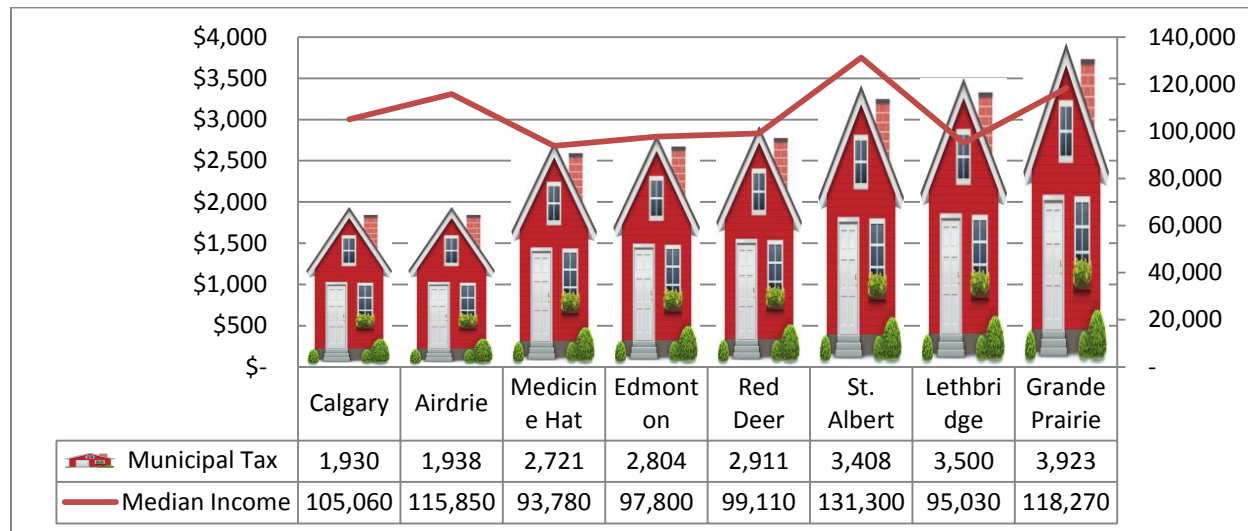 $4,000
$3,500
$3,000
$2,500
$2,000
$1,500
$1,000
$500
$-
140,000
120,000
100,000
80,000
60,000
40,000
20,000
-
Calgary
Airdrie
Medicin
e Hat
Edmont
on
Red
Deer
St.
Albert
Lethbri
dge
Grande
Prairie
Municipal Tax 1,930 1,938 2,721 2,804 2,911 3,408 3,500 3,923
Median Income 105,060 115,850 93,780 97,800 99,110 131,300 95,030 118,270